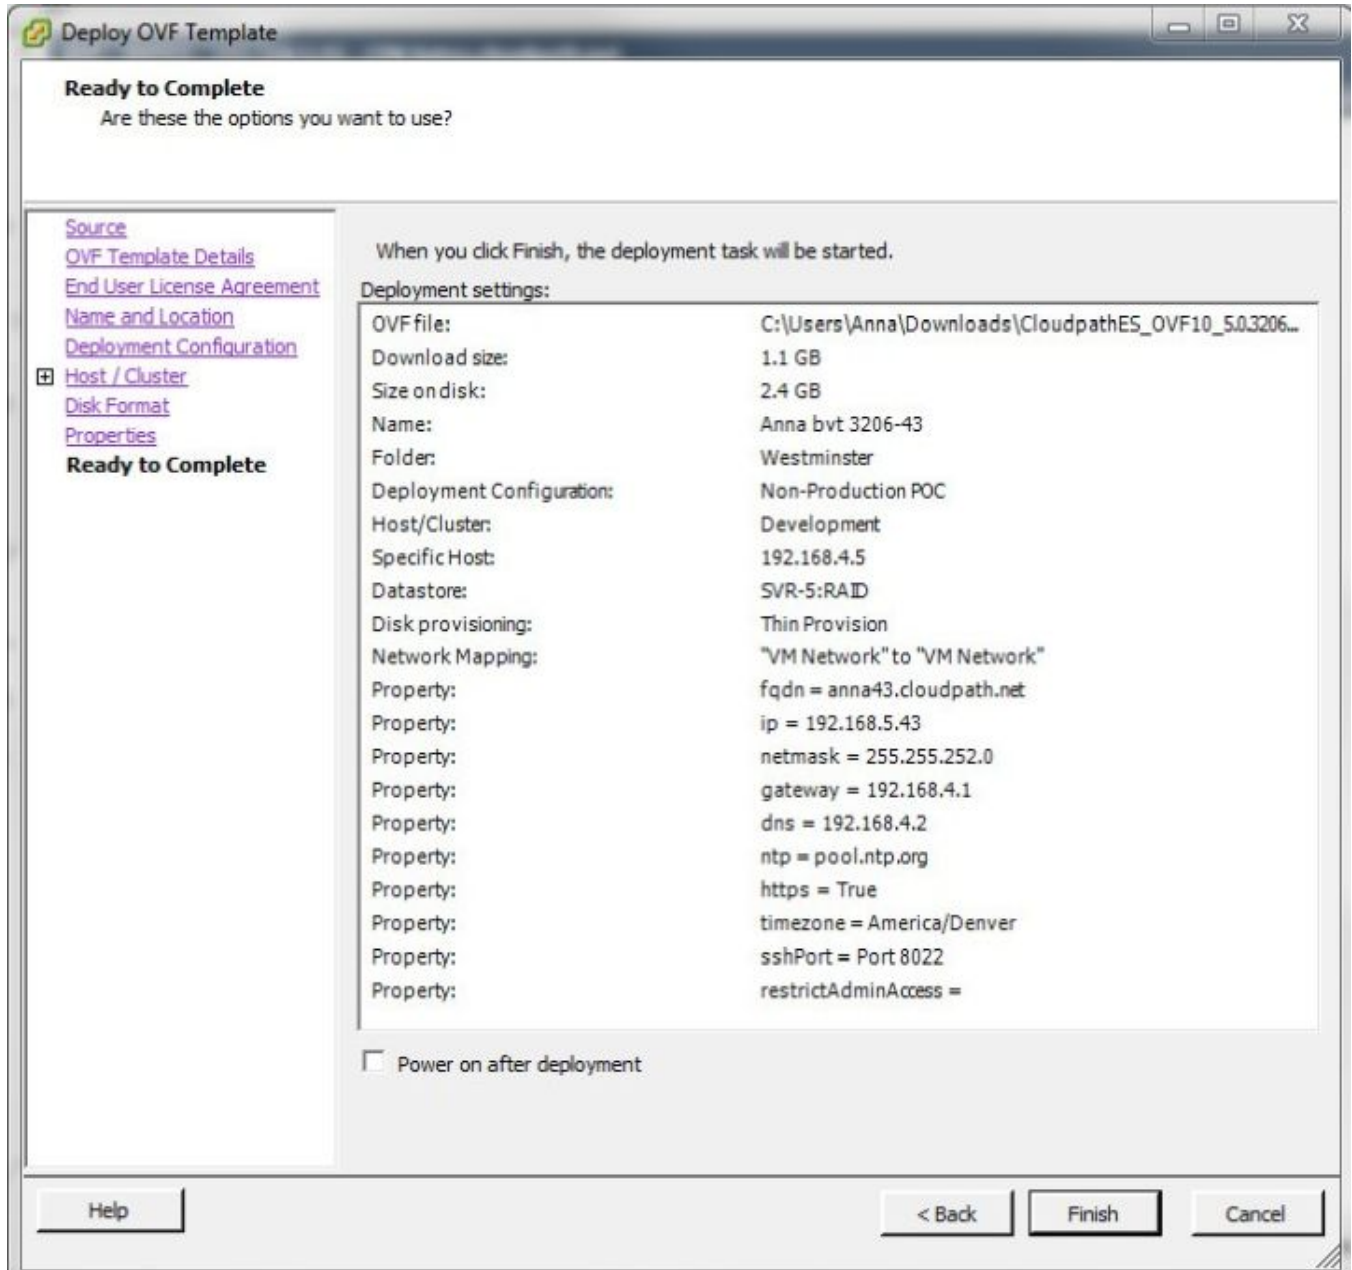 Deploy OVF Template
Ready to Complete
Are these the options you want to use?
Source
OVF Template Details
End User License Agreement
Name and Location
Deployment Configuration
Host / Cluster
Disk Format
Properties
Ready to Complete
When you click Finish, the deployment task will be started.
Deployment settings:
OVF file: C:\Users\Anna\Downloads\CloudpathES_OVF10_5.0.3206...
Download size: 1.1 GB
Size on disk: 2.4 GB
Name: Anna bvt 3206-43
Folder: Westminster
Deployment Configuration: Non-Production POC
Host/Cluster: Development
Specific Host: 192.168.4.5
Datastore: SVR-5:RAID
Disk provisioning: Thin Provision
Network Mapping: "VM Network" to "VM Network"
Property: fqdn = anna43.cloudpath.net
Property: ip = 192.168.5.43
Property: netmask = 255.255.252.0
Property: gateway = 192.168.4.1
Property: dns = 192.168.4.2
Property: ntp = pool.ntp.org
Property: https = True
Property: timezone = America/Denver
Property: sshPort = Port 8022
Property: restrictAdminAccess =
Power on after deployment
Help
< Back
Finish
Cancel